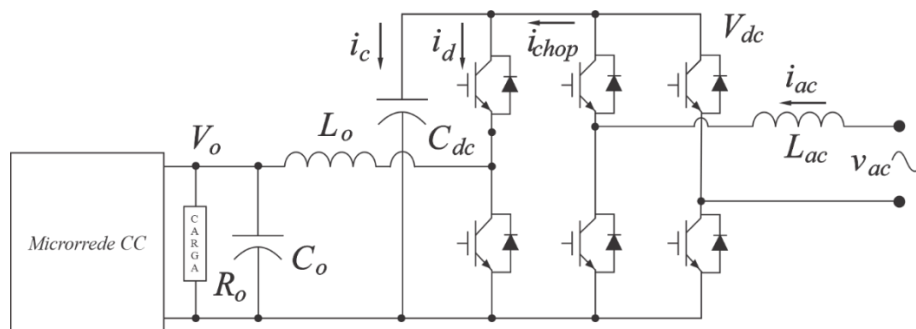 i_c
i_d
i_chop
V_dc
i_ac
L_o
C_dc
V_o
L_ac
v_ac
Microrrede CC
CARGA
C_o
R_o